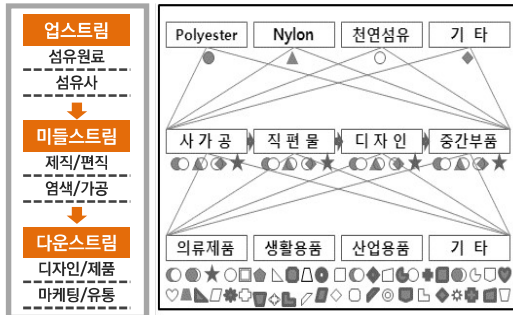 업스트림
섬유원료
섬유사
미들스트림
제직/편직
염색/가공
다운스트림
디자인/제품
마케팅/유통
Polyester Nylon 천연섬유 기 타
사 가 공 직 편 물 디 자 인 중간부품
의류제품 생활용품 산업용품 기 타